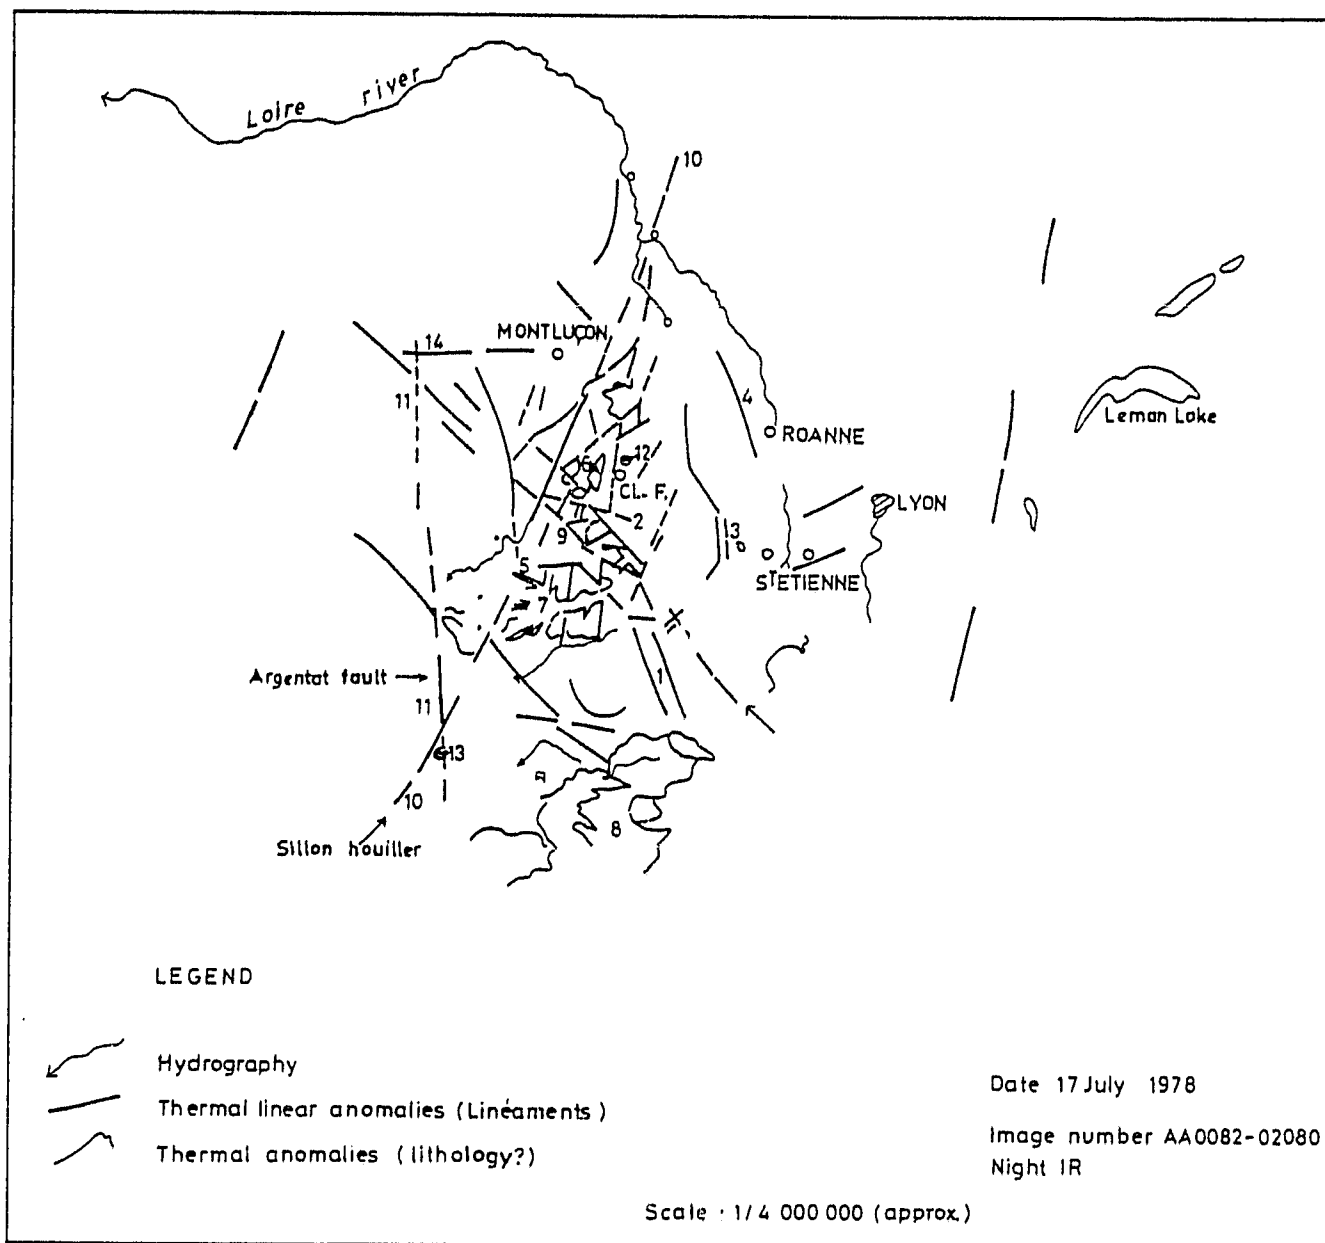 Loire river
10
MONTLUÇON
14
11
4
Leman Lake
ROANNE
12
6
CL. F.
LYON
2
3
9
5
STETIENNE
7
Argentat fault
1
11
13
10
8
Sillon houiller
LEGEND
Hydrography
Thermal linear anomalies (Linéaments)
Thermal anomalies (lithology?)
Date 17 July 1978
Image number AA0082-02080
Night IR
Scale : 1/4 000 000 (approx.)